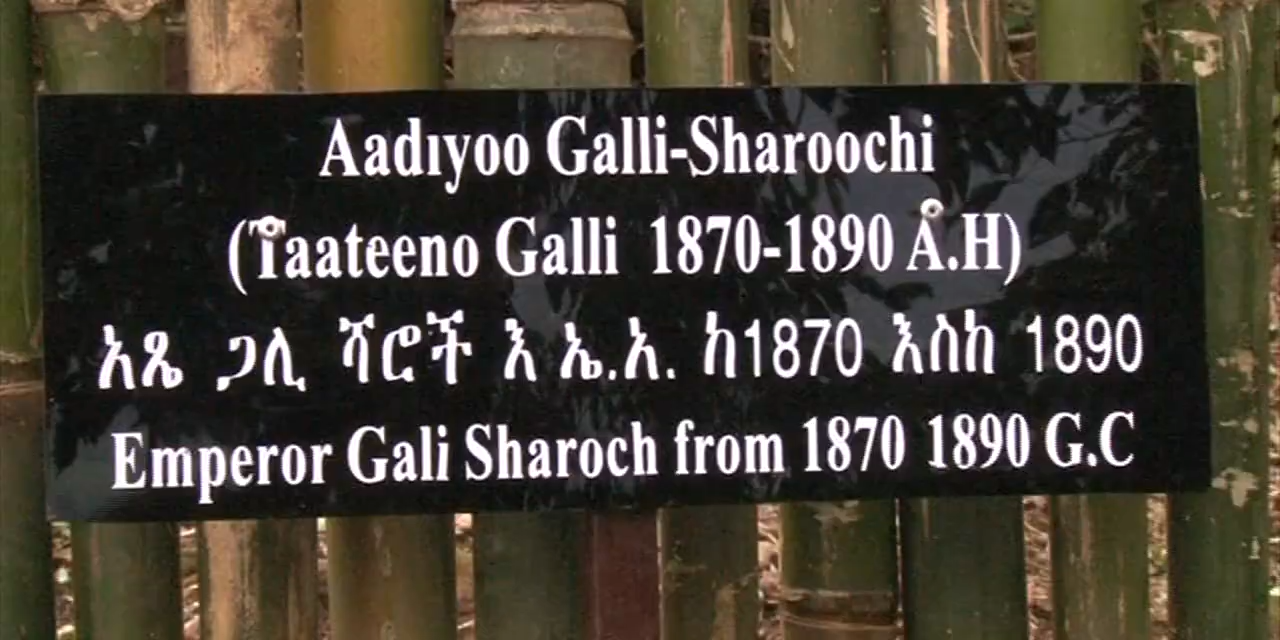 Aadıyoo Galli-Sharoochi
(Taateeno Galli 1870-1890 A.H)
አጼ ጋሊ ሻሮች እ ኤ.አ. ከ1870 እስከ 1890
Emperor Gali Sharoch from 1870 1890 G.C